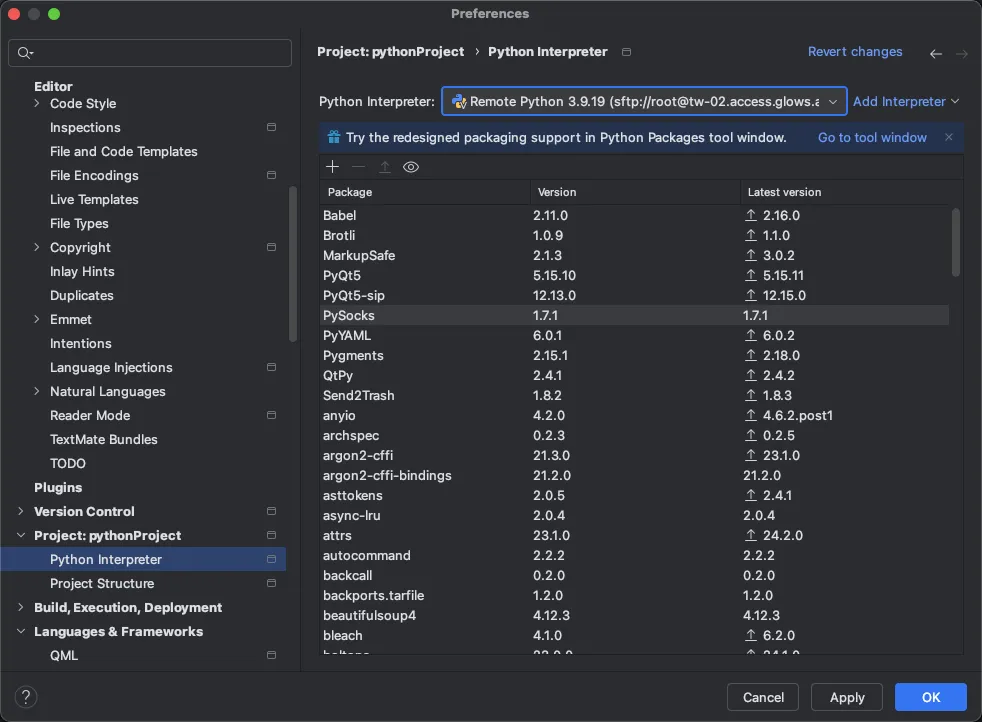 Preferences
Editor
Code Style
Inspections
File and Code Templates
File Encodings
Live Templates
File Types
Copyright
Inlay Hints
Duplicates
Emmet
Intentions
Language Injections
Natural Languages
Reader Mode
TextMate Bundles
TODO
Plugins
Version Control
Project: pythonProject
Python Interpreter
Project Structure
Build, Execution, Deployment
Languages & Frameworks
QML
?
Project: pythonProject › Python Interpreter
Revert changes
Python Interpreter: Remote Python 3.9.19 (sftp://root@tw-02.access.glows.a Add Interpreter
Try the redesigned packaging support in Python Packages tool window. Go to tool window
Package Version Latest version
Babel 2.11.0 2.16.0
Brotli 1.0.9 1.1.0
MarkupSafe 2.1.3 3.0.2
PyQt5 5.15.10 5.15.11
PyQt5-sip 12.13.0 12.15.0
PySocks 1.7.1 1.7.1
PyYAML 6.0.1 6.0.2
Pygments 2.15.1 2.18.0
QtPy 2.4.1 2.4.2
Send2Trash 1.8.2 1.8.3
anyio 4.2.0 4.6.2.post1
archspec 0.2.3 0.2.5
argon2-cffi 21.3.0 23.1.0
argon2-cffi-bindings 21.2.0 21.2.0
asttokens 2.0.5 2.4.1
async-lru 2.0.4 2.0.4
attrs 23.1.0 24.2.0
autocommand 2.2.2 2.2.2
backcall 0.2.0 0.2.0
backports.tarfile 1.2.0 1.2.0
beautifulsoup4 4.12.3 4.12.3
bleach 4.1.0 6.2.0
Cancel Apply OK